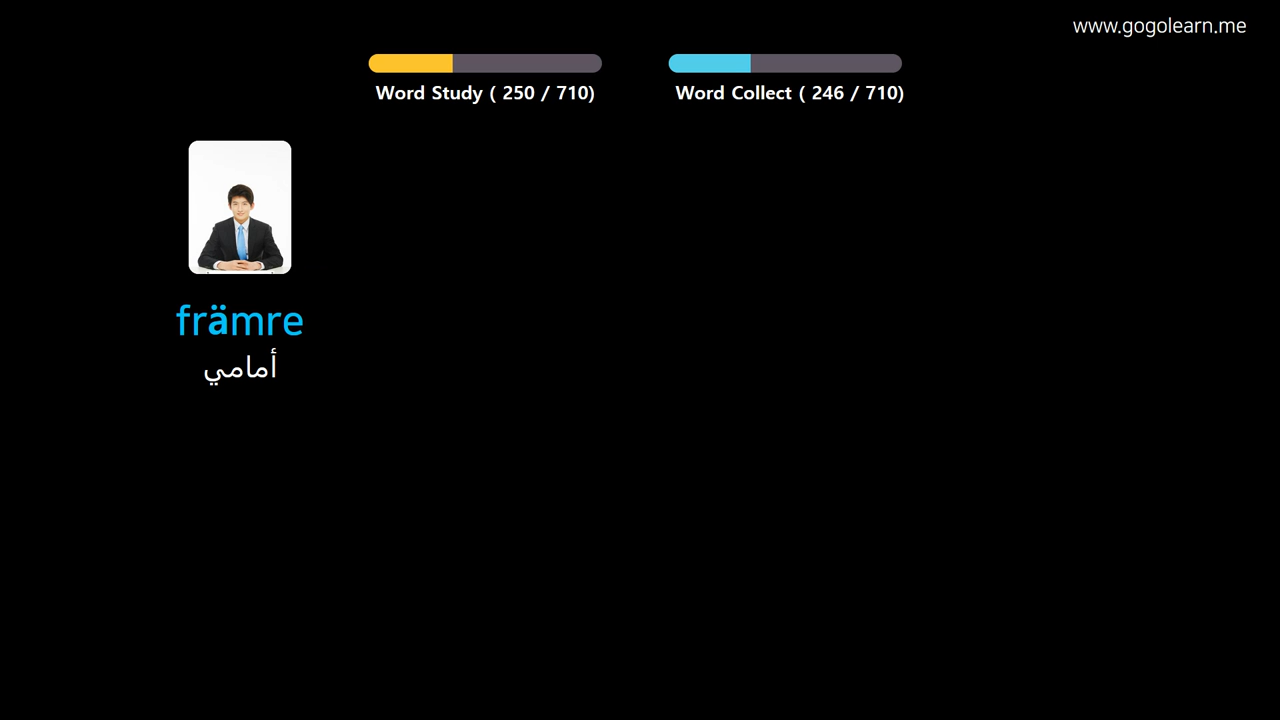 www.gogolearn.me
Word Study ( 250 / 710)
Word Collect ( 246 / 710)
främre
أمامي